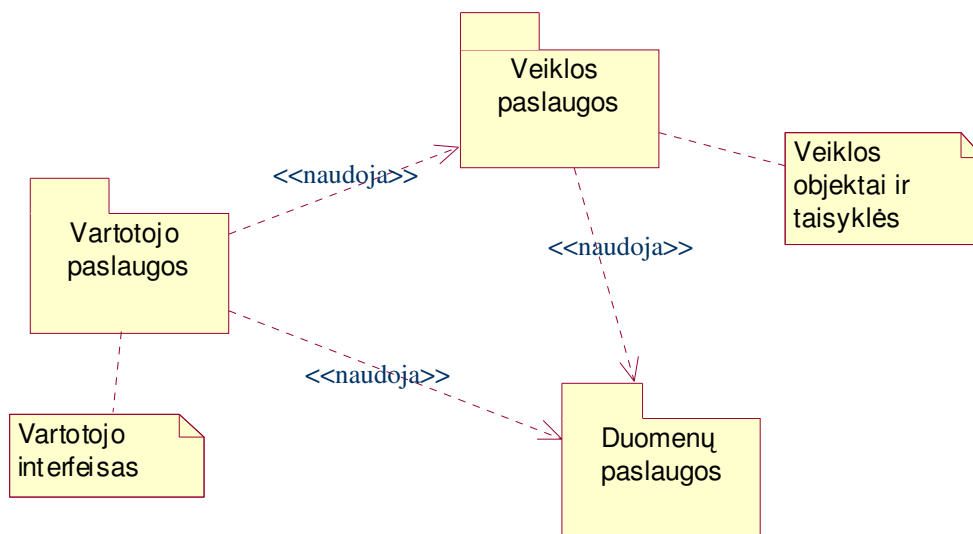 Veiklos
paslaugos
<<naudoja>>
Veiklos
objektai ir
taisyklės
Vartotojo
paslaugos
<<naudoja>>
<<naudoja>>
Vartotojo
interfeisas
Duomenų
paslaugos